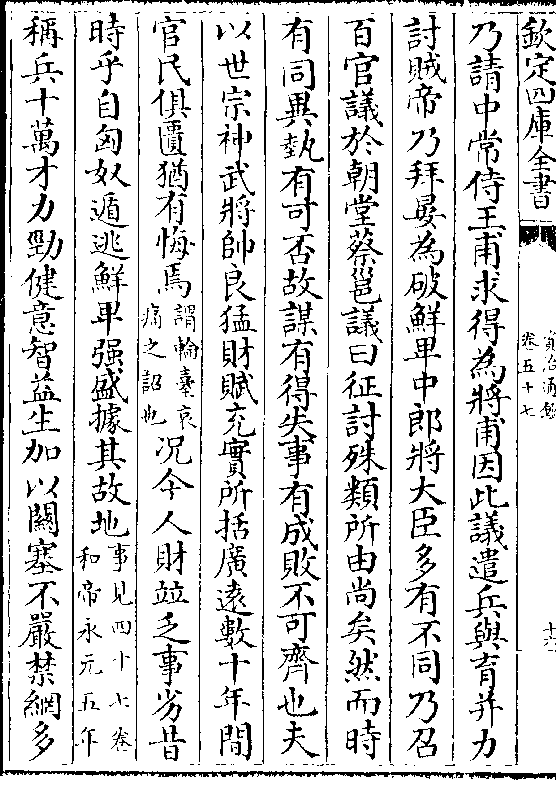 欽定四庫全書
資治通鑑
卷五十七
十六
乃請中常侍王甫求得為將甫因此議遣兵與育并力
討賊帝乃拜晏為破鮮卑中郎將大臣多有不同乃召
百官議於朝堂蔡邕議曰征討殊類所由尚矣然而時
有同異埶有可否故謀有得失事有成敗不可齊也夫
以世宗神武將帥良猛財賦充實所括廣逺數十年間
官民俱匱猶有悔焉謂輪臺哀痛之詔也况今人財竝乏事劣昔
時乎自匈奴遁逃鮮卑强盛據其故地事見四十七卷和帝永元五年
稱兵十萬才力勁健意智益生加以關塞不嚴禁網多